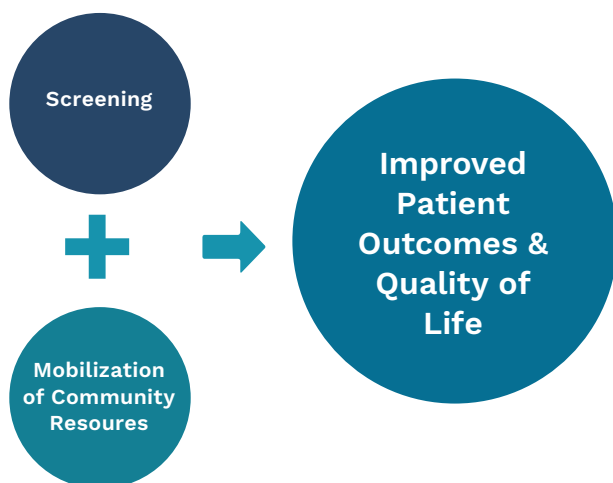 Screening
Mobilization
of Community
Resoures
Improved
Patient
Outcomes &
Quality of
Life